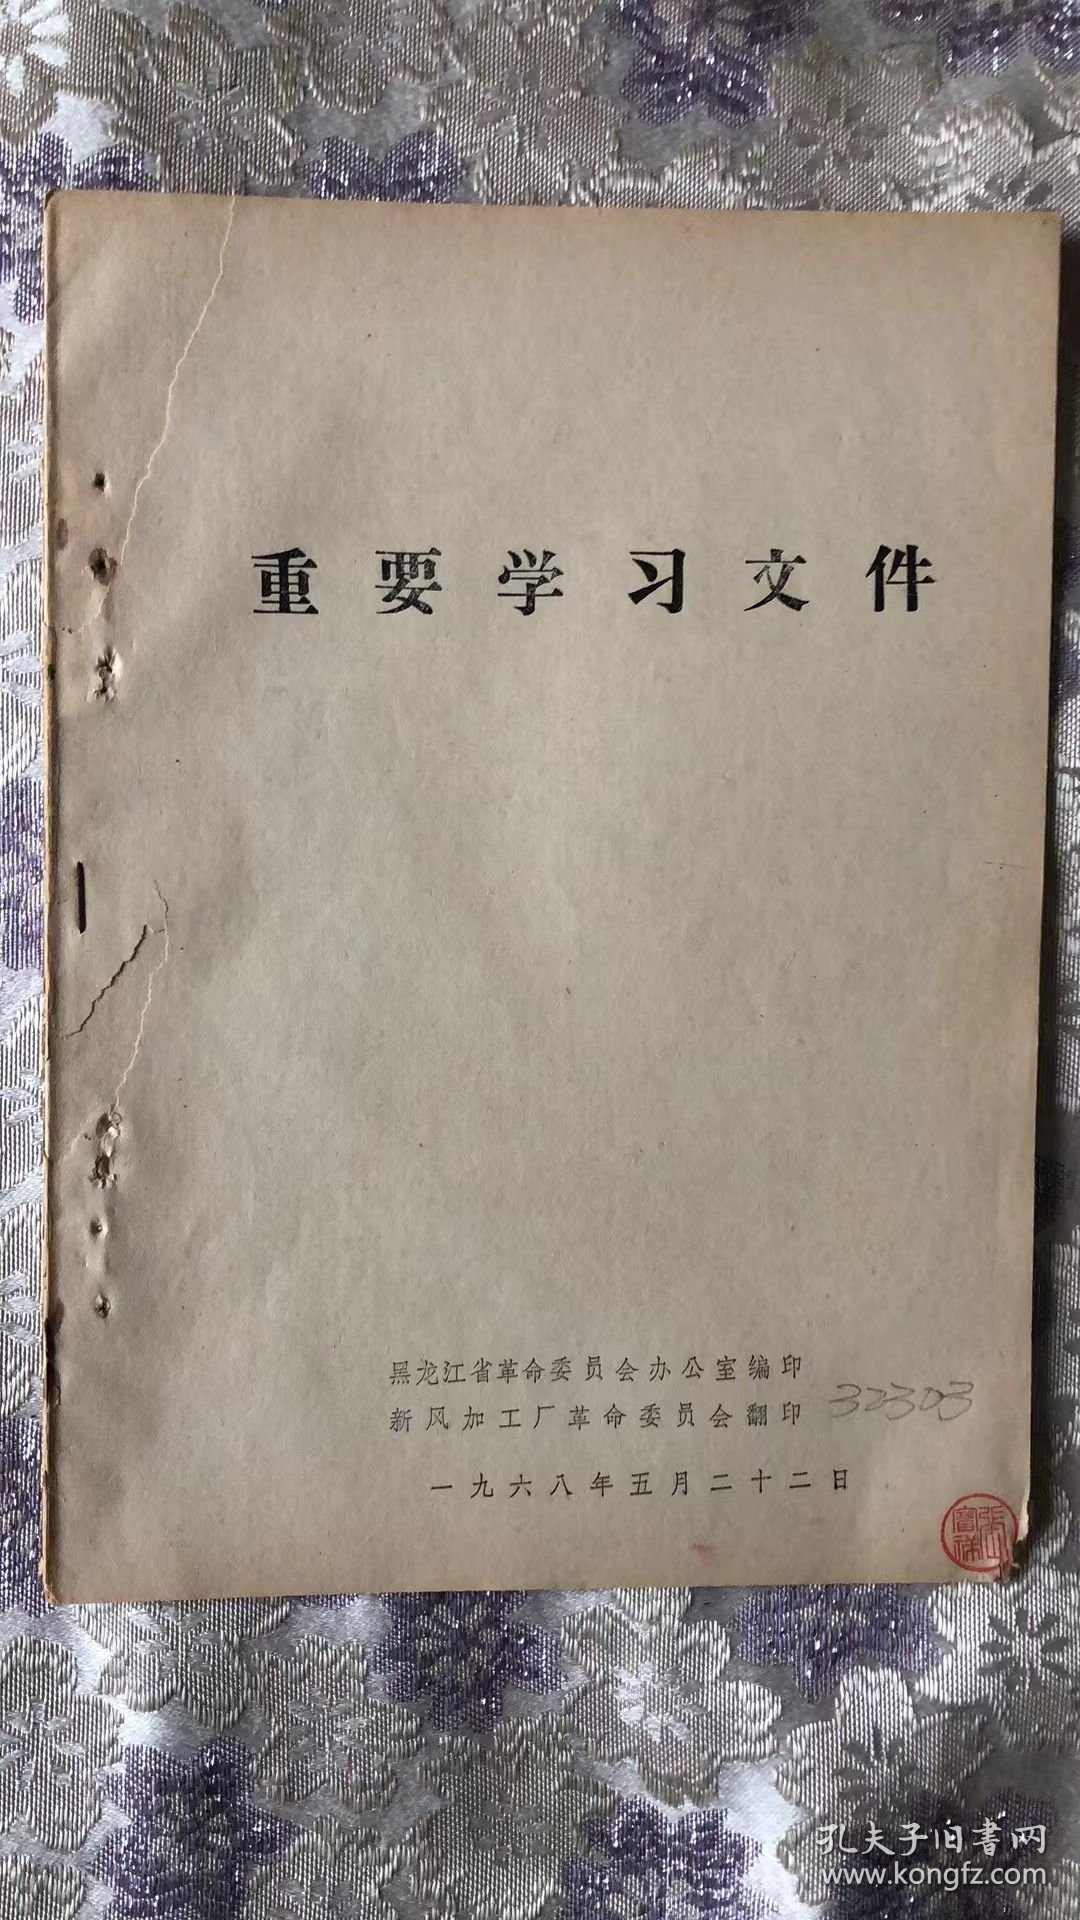 重要学习文件
黑龙江省革命委员会办公室编印
新风加工厂革命委员会翻印
32303
一九六八年五月二十二日
孔夫子旧書网
www.kongfz.com